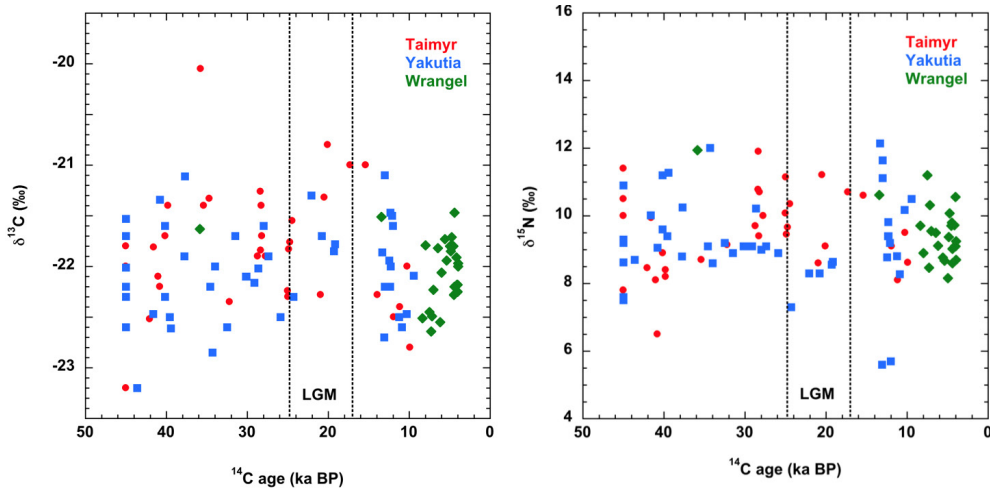 -20
-21
-22
-23
δ¹³C (‰)
Taimyr
Yakutia
Wrangel
LGM
50 40 30 20 10 0
¹⁴C age (ka BP)
16
14
12
10
8
6
4
δ¹⁵N (‰)
Taimyr
Yakutia
Wrangel
LGM
50 40 30 20 10 0
¹⁴C age (ka BP)